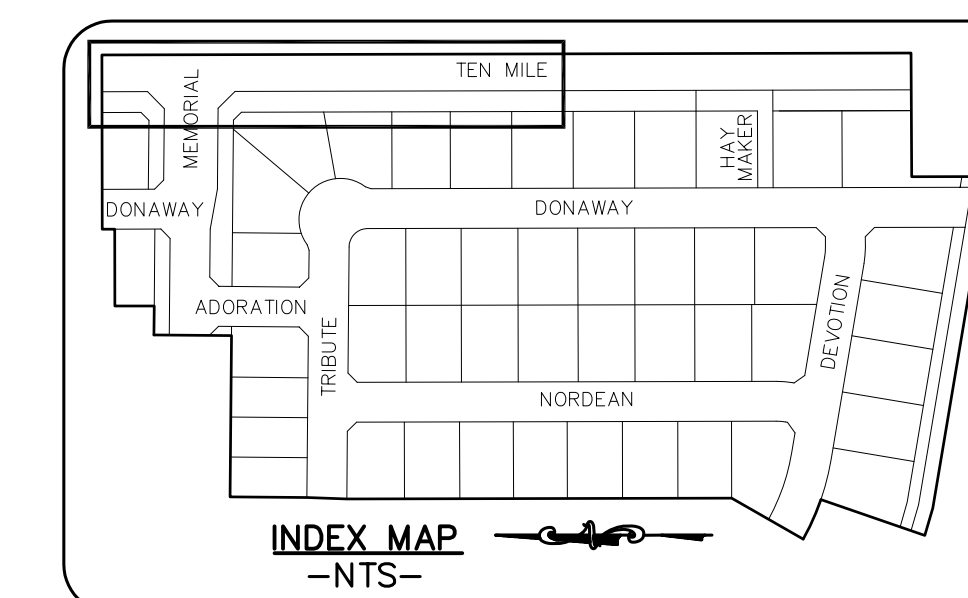 TEN MILE
MEMORIAL
HAY
MAKER
DONAWAY
DONAWAY
ADORATION
TRIBUTE
DEVOTION
NORDEAN
INDEX MAP
-NTS-